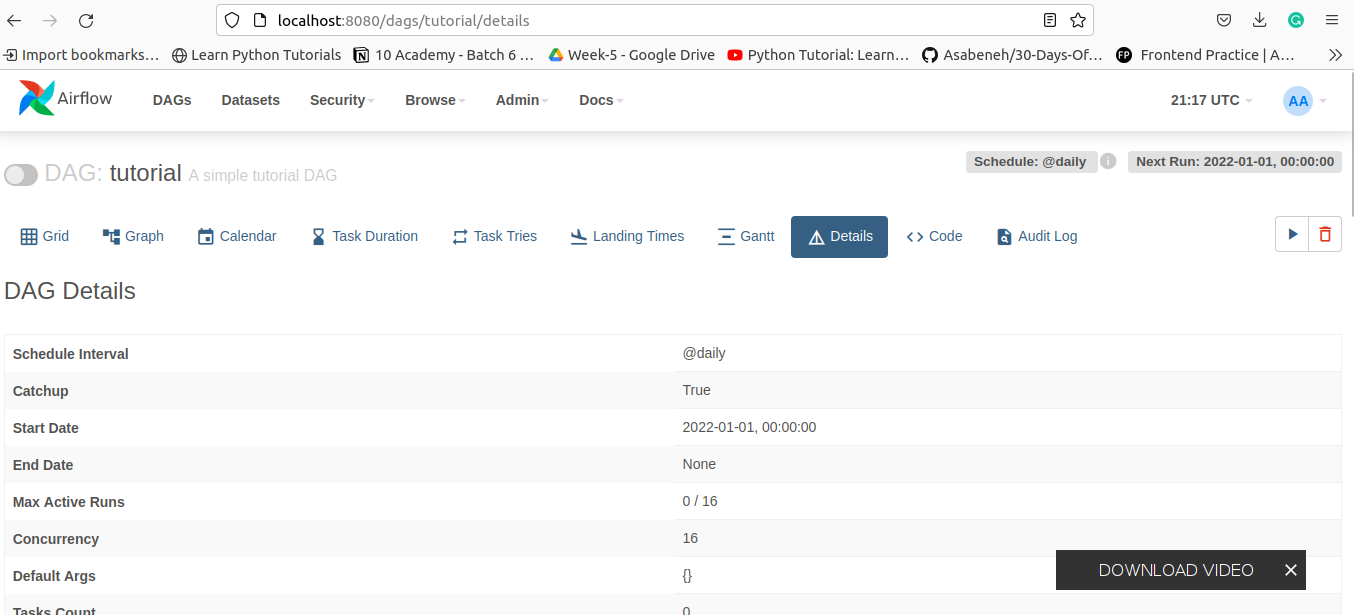 localhost:8080/dags/tutorial/details
Import bookmarks... Learn Python Tutorials 10 Academy - Batch 6 ... Week-5 - Google Drive Python Tutorial: Learn... Asabeneh/30-Days-Of... FP Frontend Practice | A...
Airflow DAGs Datasets Security Browse Admin Docs 21:17 UTC AA
DAG: tutorial A simple tutorial DAG Schedule: @daily i Next Run: 2022-01-01, 00:00:00
Grid Graph Calendar Task Duration Task Tries Landing Times Gantt Details Code Audit Log
DAG Details
Schedule Interval @daily
Catchup True
Start Date 2022-01-01, 00:00:00
End Date None
Max Active Runs 0 / 16
Concurrency 16
Default Args {}
DOWNLOAD VIDEO
Tasks Count 0